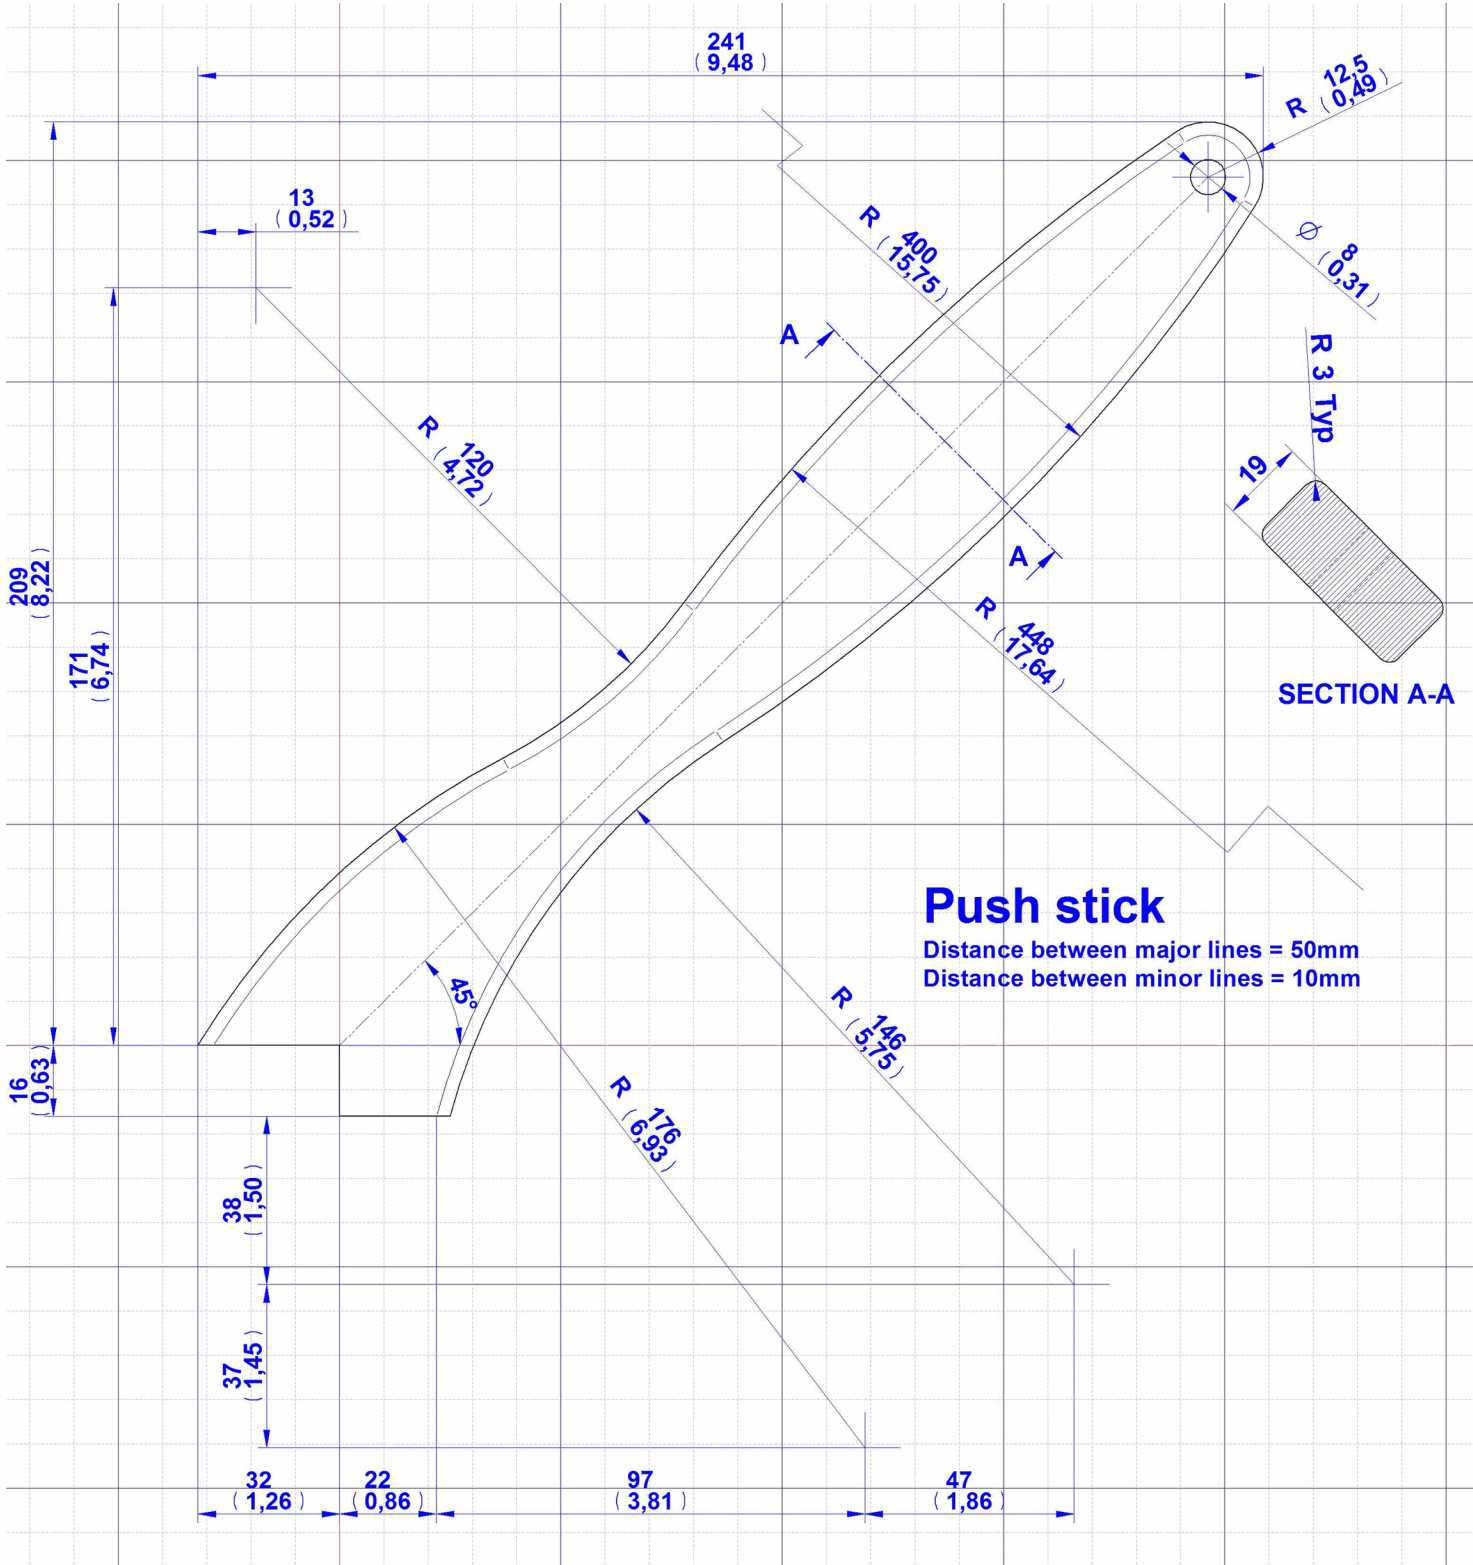 241
( 9,48 )
R 12,5
( 0,49 )
13
( 0,52 )
R 400
( 15,75 )
Ø 8
( 0,31 )
A
R 3 Typ
R 120
( 4,72 )
19
209
( 8,22 )
A
R 448
( 17,64 )
171
( 6,74 )
SECTION A-A
Push stick
Distance between major lines = 50mm
Distance between minor lines = 10mm
45°
R 146
( 5,75 )
16
( 0,63 )
R 176
( 6,93 )
38
( 1,50 )
37
( 1,45 )
32
( 1,26 )
22
( 0,86 )
97
( 3,81 )
47
( 1,86 )